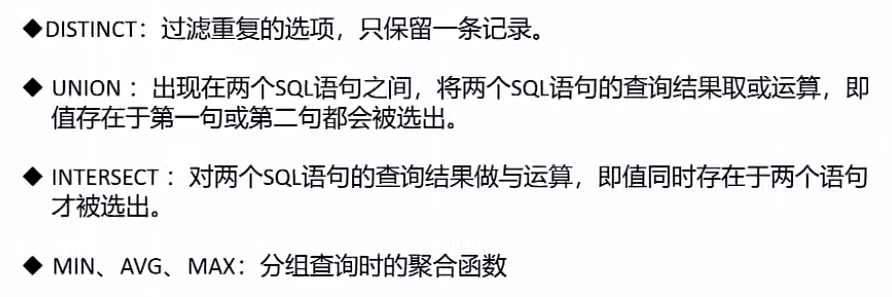 ◆DISTINCT：过滤重复的选项，只保留一条记录。
◆ UNION ：出现在两个SQL语句之间，将两个SQL语句的查询结果取或运算，即
值存在于第一句或第二句都会被选出。
◆ INTERSECT ：对两个SQL语句的查询结果做与运算，即值同时存在于两个语句
才被选出。
◆ MIN、AVG、MAX：分组查询时的聚合函数